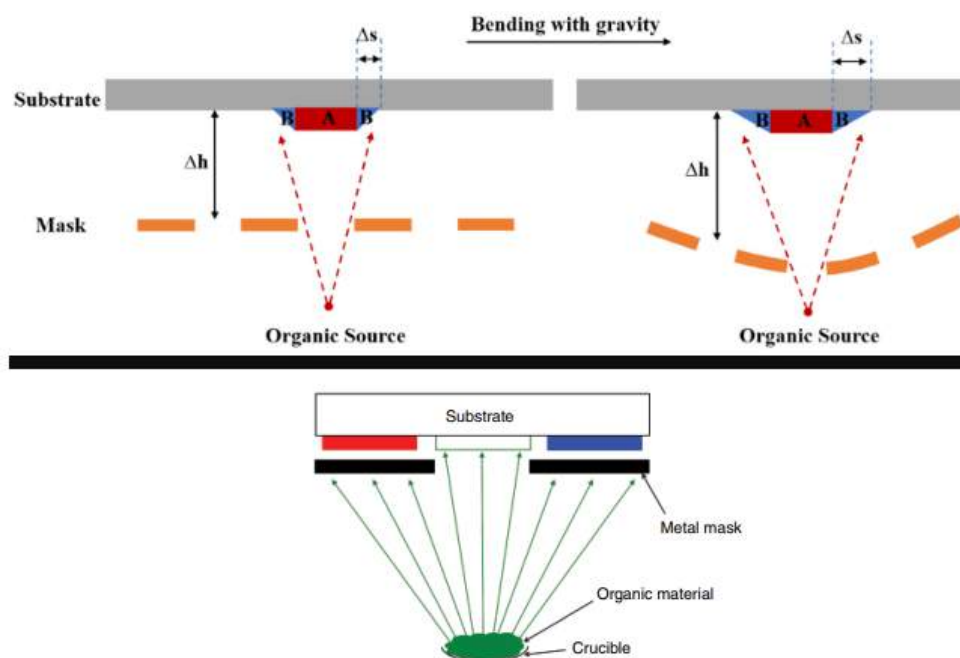 Bending with gravity
Δs
Δs
Substrate
B A B
B A B
Δh
Δh
Mask
Organic Source
Organic Source
Substrate
Metal mask
Organic material
Crucible